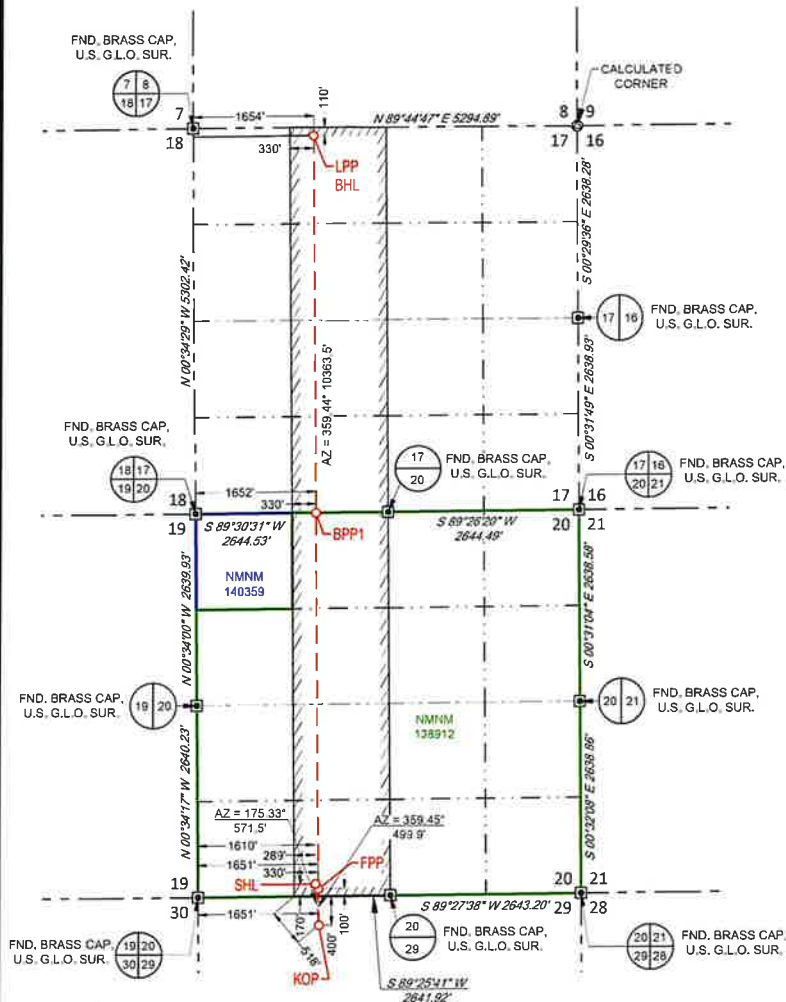 FND. BRASS CAP,
U.S. G.L.O. SUR.
7 8
18 17
7
18
1654'
110'
N 89°44'47" E 5294.89'
CALCULATED
CORNER
8 9
17 16
330'
LPP
BHL
N 00°34'29" W 5302.42'
S 00°29'36" E 2638.28'
17 16
FND. BRASS CAP,
U.S. G.L.O. SUR.
AZ = 359.44° 10363.5'
S 00°31'49" E 2638.93'
FND. BRASS CAP,
U.S. G.L.O. SUR.
18 17
19 20
18
19
1652'
330'
S 89°30'31" W
2644.53'
BPP1
17
20
FND. BRASS CAP,
U.S. G.L.O. SUR.
S 89°26'20" W
2644.49'
17 16
20 21
17 16
20 21
FND. BRASS CAP,
U.S. G.L.O. SUR.
NMNM
140359
N 00°34'00" W 2639.93'
S 00°31'04" E 2638.58'
FND. BRASS CAP,
U.S. G.L.O. SUR.
19 20
20 21
FND. BRASS CAP,
U.S. G.L.O. SUR.
NMNM
138912
N 00°34'17" W 2640.23'
S 00°32'08" E 2638.86'
AZ = 175.33°
571.5'
AZ = 359.45°
499.9'
1610'
289'
1651'
330'
SHL
FPP
19
30
20 21
29 28
1651'
170'
400'
100'
518'
KOP
S 89°27'38" W 2643.20'
S 89°25'41" W
2641.92'
FND. BRASS CAP,
U.S. G.L.O. SUR.
19 20
30 29
20
29
FND. BRASS CAP,
U.S. G.L.O. SUR.
20 21
29 28
FND. BRASS CAP,
U.S. G.L.O. SUR.